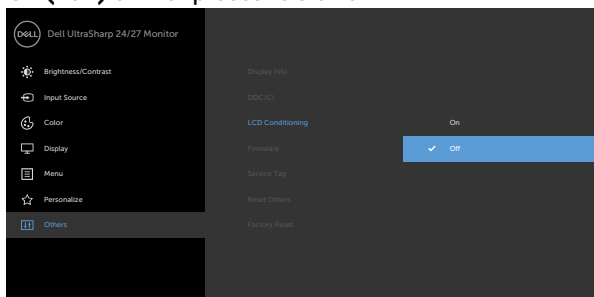 DELL Dell UltraSharp 24/27 Monitor
Brightness/Contrast Display Info
Input Source DDC/CI
Color LCD Conditioning On
Display Firmware Off
Menu Service Tag
Personalize Reset Others
Others Factory Reset